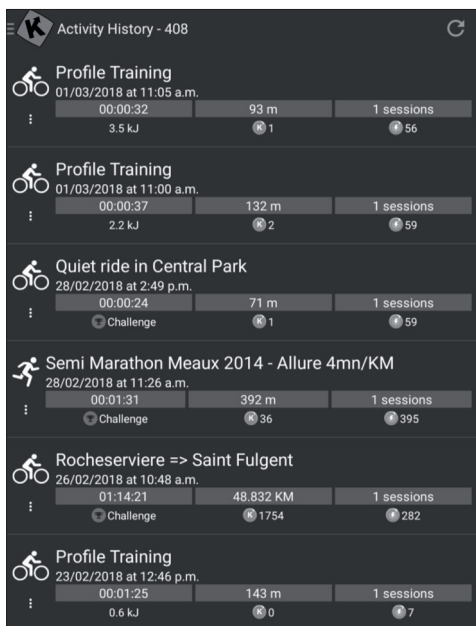 K Activity History - 408
Profile Training
01/03/2018 at 11:05 a.m.
00:00:32 93 m 1 sessions
3.5 kJ K 1 56
Profile Training
01/03/2018 at 11:00 a.m.
00:00:37 132 m 1 sessions
2.2 kJ K 2 59
Quiet ride in Central Park
28/02/2018 at 2:49 p.m.
00:00:24 71 m 1 sessions
Challenge K 1 59
Semi Marathon Meaux 2014 - Allure 4mn/KM
28/02/2018 at 11:26 a.m.
00:01:31 392 m 1 sessions
Challenge K 36 395
Rocheserviere => Saint Fulgent
26/02/2018 at 10:48 a.m.
01:14:21 48.832 KM 1 sessions
Challenge K 1754 282
Profile Training
23/02/2018 at 12:46 p.m.
00:01:25 143 m 1 sessions
0.6 kJ K 0 7